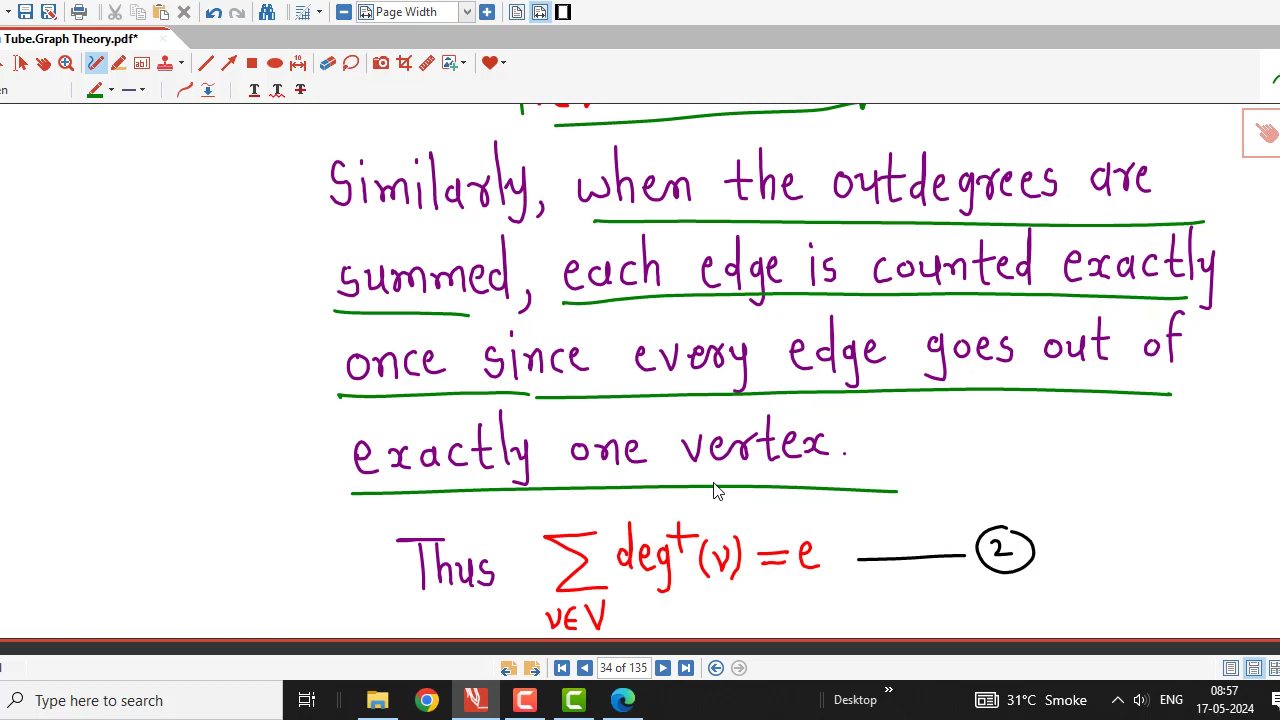 Page Width
Tube.Graph Theory.pdf*
Similarly, when the outdegrees are
summed, each edge is counted exactly
once since every edge goes out of
exactly one vertex.
Thus ∑ deg⁺(v) = e —— ②
v∈V
34 of 135
Type here to search
Desktop
31°C Smoke
ENG
08:57
17-05-2024